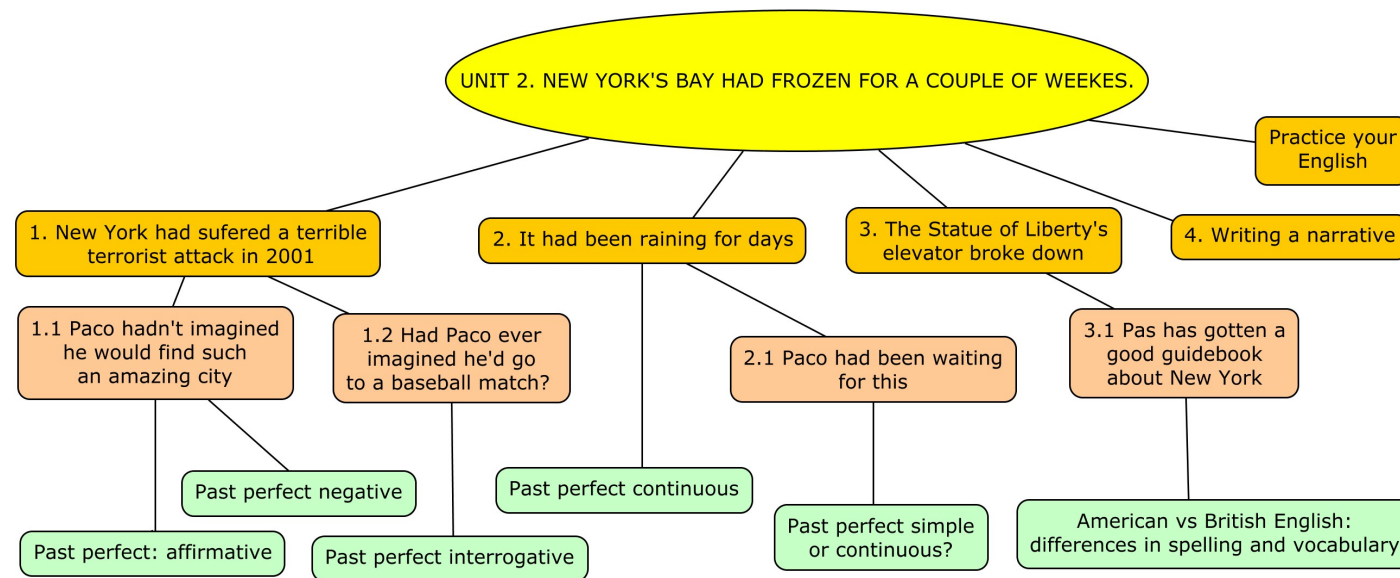 UNIT 2. NEW YORK'S BAY HAD FROZEN FOR A COUPLE OF WEEKES.
Practice your
English
1. New York had sufered a terrible
terrorist attack in 2001
2. It had been raining for days
3. The Statue of Liberty's
elevator broke down
4. Writing a narrative
1.1 Paco hadn't imagined
he would find such
an amazing city
1.2 Had Paco ever
imagined he'd go
to a baseball match?
2.1 Paco had been waiting
for this
3.1 Pas has gotten a
good guidebook
about New York
Past perfect negative
Past perfect: affirmative
Past perfect interrogative
Past perfect continuous
Past perfect simple
or continuous?
American vs British English:
differences in spelling and vocabulary